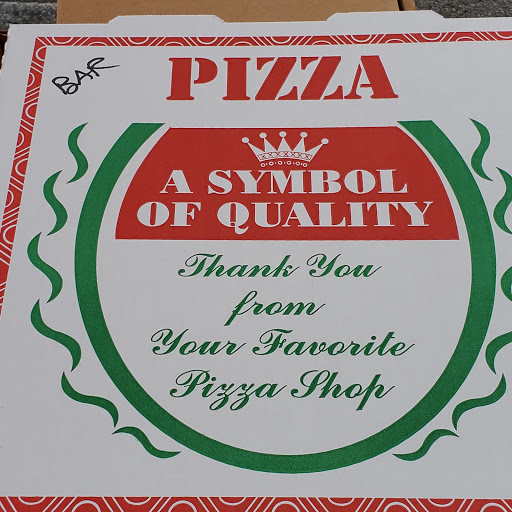 BAR
PIZZA
A SYMBOL
OF QUALITY
Thank You
from
Your Favorite
Pizza Shop